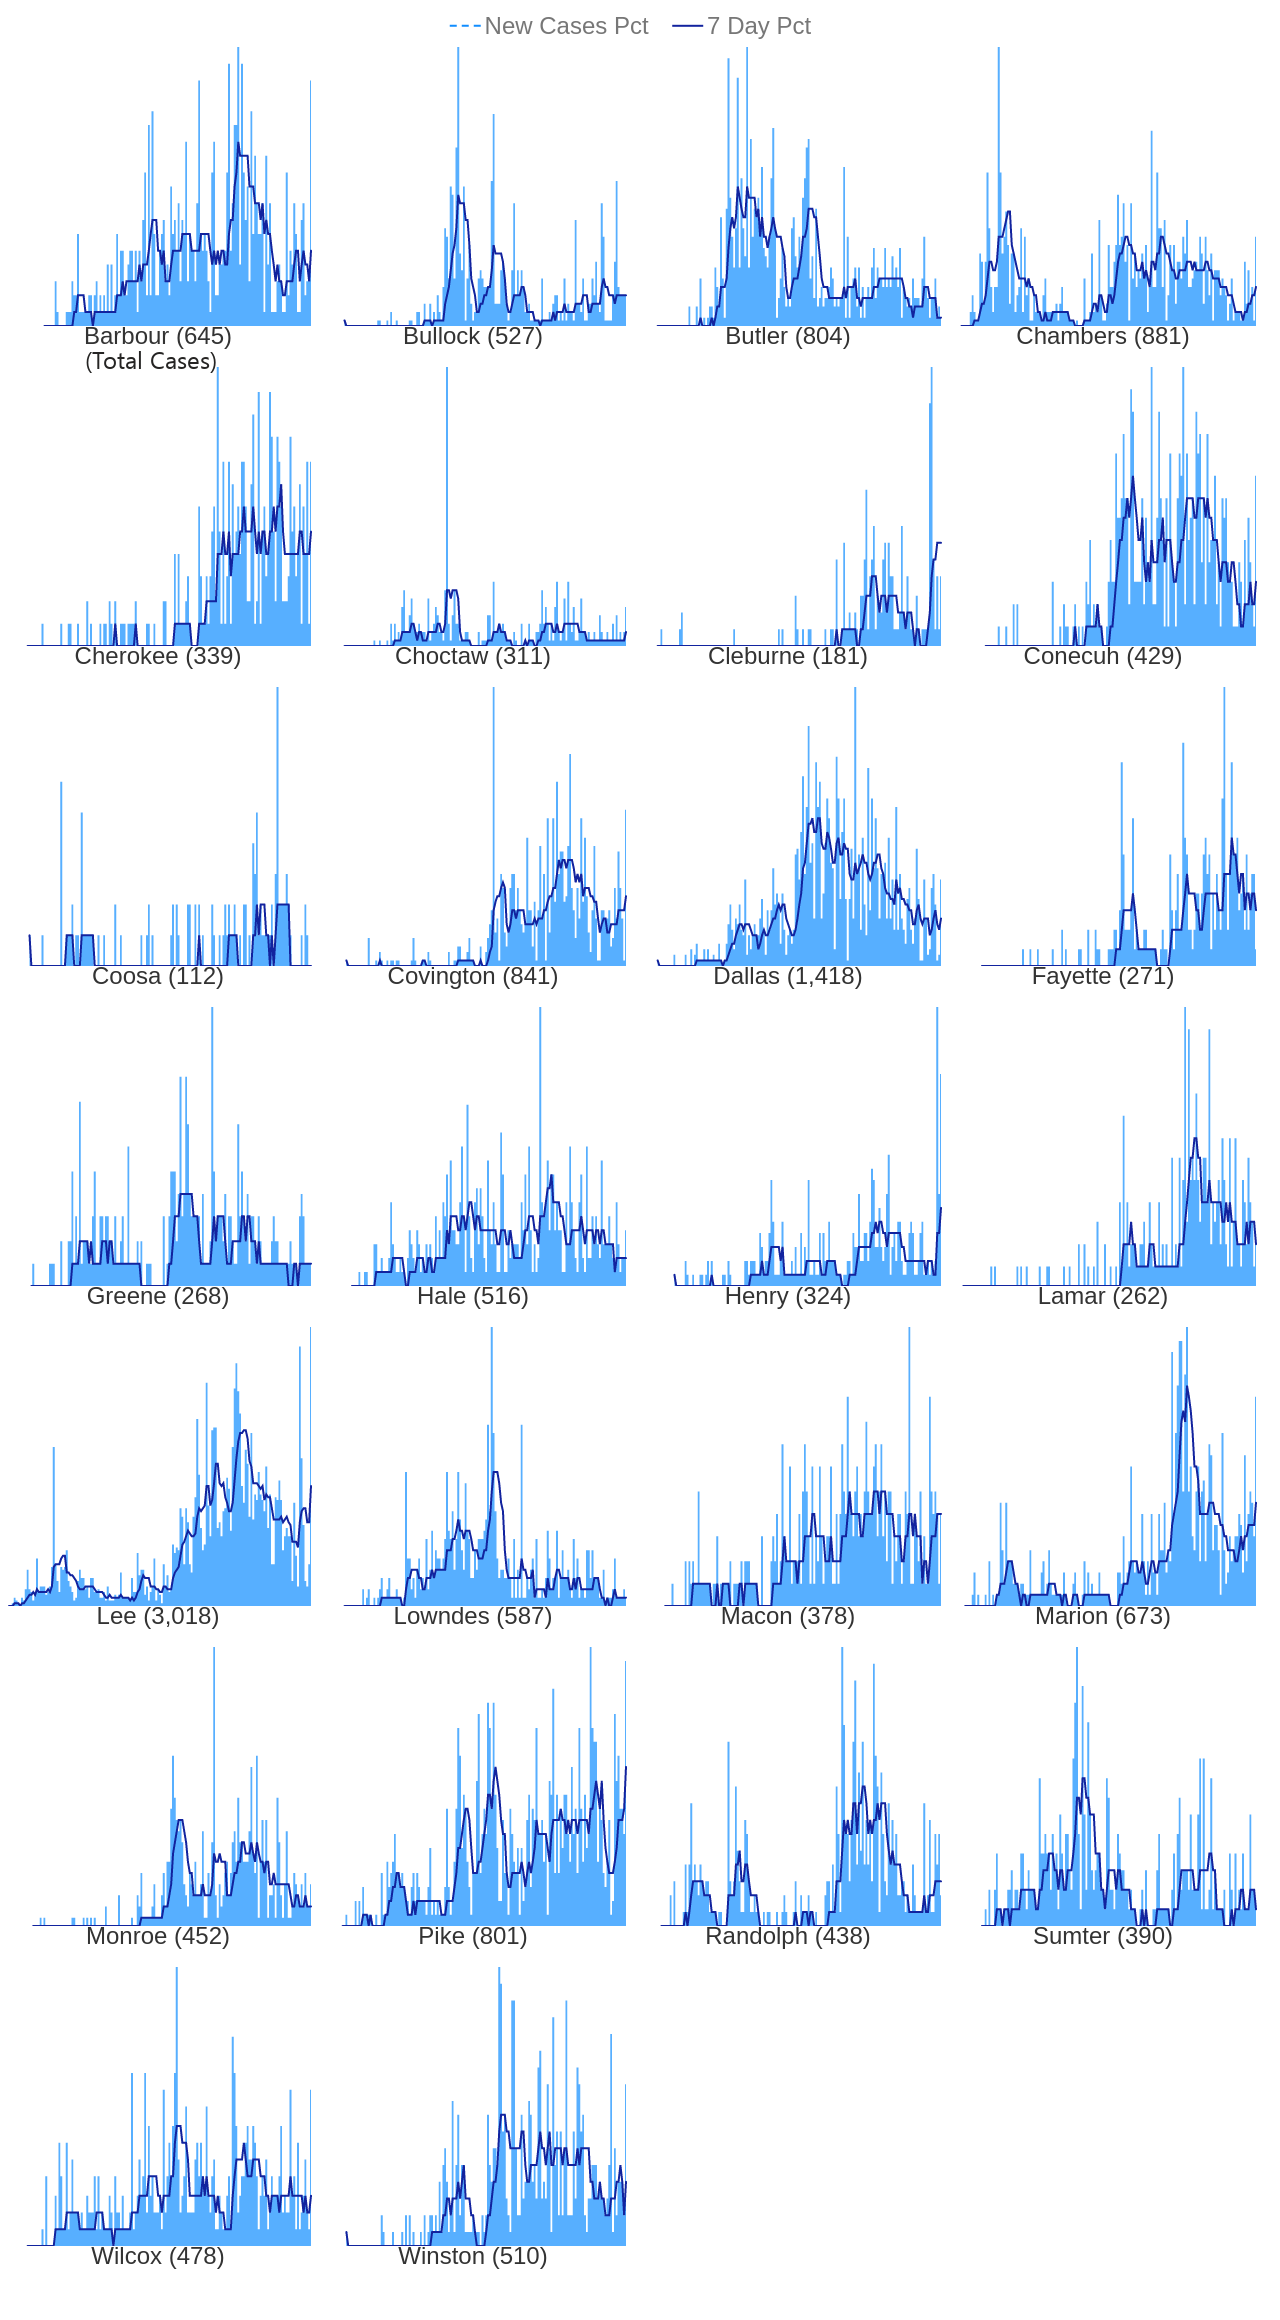 New Cases Pct 7 Day Pct
Barbour (645) Bullock (527) Butler (804) Chambers (881)
(Total Cases)
Cherokee (339) Choctaw (311) Cleburne (181) Conecuh (429)
Coosa (112) Covington (841) Dallas (1,418) Fayette (271)
Greene (268) Hale (516) Henry (324) Lamar (262)
Lee (3,018) Lowndes (587) Macon (378) Marion (673)
Monroe (452) Pike (801) Randolph (438) Sumter (390)
Wilcox (478) Winston (510)